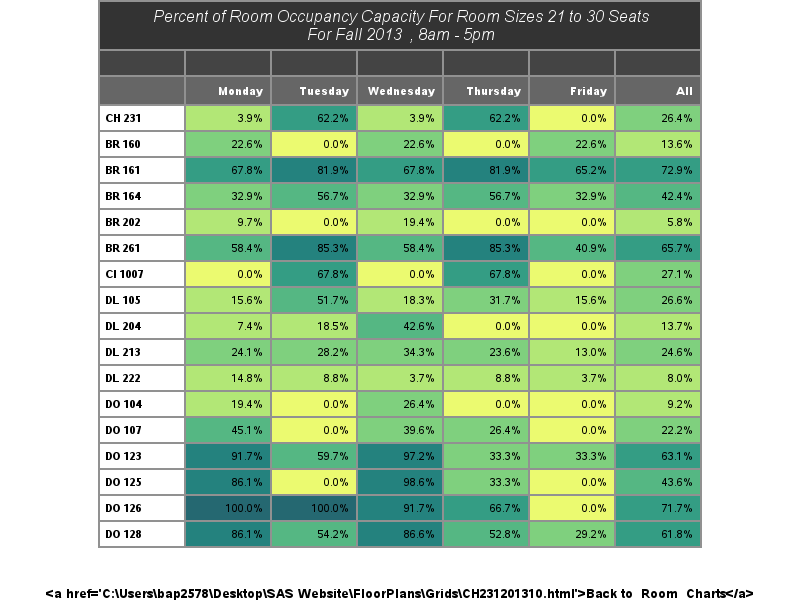 Percent of Room Occupancy Capacity For Room Sizes 21 to 30 Seats
For Fall 2013 , 8am - 5pm
Monday Tuesday Wednesday Thursday Friday All
CH 231 3.9% 62.2% 3.9% 62.2% 0.0% 26.4%
BR 160 22.6% 0.0% 22.6% 0.0% 22.6% 13.6%
BR 161 67.8% 81.9% 67.8% 81.9% 65.2% 72.9%
BR 164 32.9% 56.7% 32.9% 56.7% 32.9% 42.4%
BR 202 9.7% 0.0% 19.4% 0.0% 0.0% 5.8%
BR 261 58.4% 85.3% 58.4% 85.3% 40.9% 65.7%
CI 1007 0.0% 67.8% 0.0% 67.8% 0.0% 27.1%
DL 105 15.6% 51.7% 18.3% 31.7% 15.6% 26.6%
DL 204 7.4% 18.5% 42.6% 0.0% 0.0% 13.7%
DL 213 24.1% 28.2% 34.3% 23.6% 13.0% 24.6%
DL 222 14.8% 8.8% 3.7% 8.8% 3.7% 8.0%
DO 104 19.4% 0.0% 26.4% 0.0% 0.0% 9.2%
DO 107 45.1% 0.0% 39.6% 26.4% 0.0% 22.2%
DO 123 91.7% 59.7% 97.2% 33.3% 33.3% 63.1%
DO 125 86.1% 0.0% 98.6% 33.3% 0.0% 43.6%
DO 126 100.0% 100.0% 91.7% 66.7% 0.0% 71.7%
DO 128 86.1% 54.2% 86.6% 52.8% 29.2% 61.8%
<a href='C:\Users\bap2578\Desktop\SAS Website\FloorPlans\Grids\CH231201310.html'>Back to Room Charts</a>